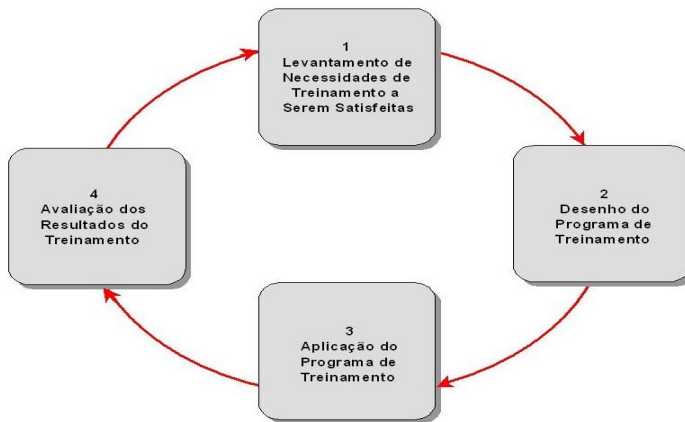 1
Levantamento de
Necessidades de
Treinamento a
Serem Satisfeitas
2
Desenho do
Programa de
Treinamento
3
Aplicação do
Programa de
Treinamento
4
Avaliação dos
Resultados do
Treinamento